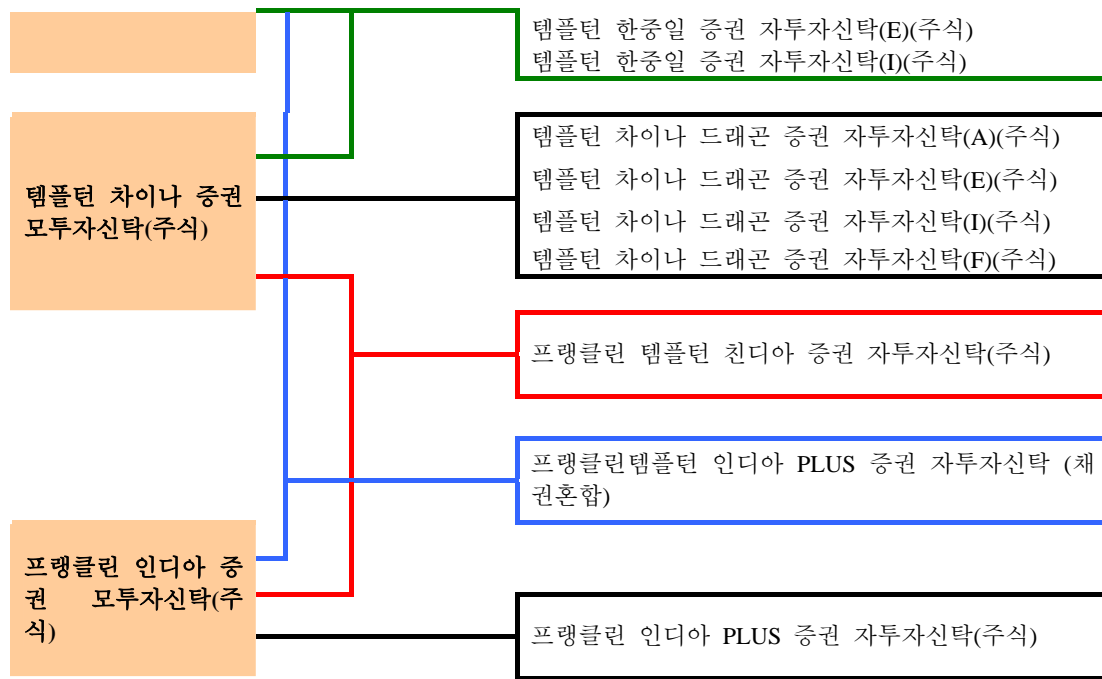 템플턴 한중일 증권 자투자신탁(E)(주식)
템플턴 한중일 증권 자투자신탁(I)(주식)
템플턴 차이나 증권
모투자신탁(주식)
템플턴 차이나 드래곤 증권 자투자신탁(A)(주식)
템플턴 차이나 드래곤 증권 자투자신탁(E)(주식)
템플턴 차이나 드래곤 증권 자투자신탁(I)(주식)
템플턴 차이나 드래곤 증권 자투자신탁(F)(주식)
프랭클린 템플턴 친디아 증권 자투자신탁(주식)
프랭클린템플턴 인디아 PLUS 증권 자투자신탁 (채
권혼합)
프랭클린 인디아 증
권 모투자신탁(주
식)
프랭클린 인디아 PLUS 증권 자투자신탁(주식)